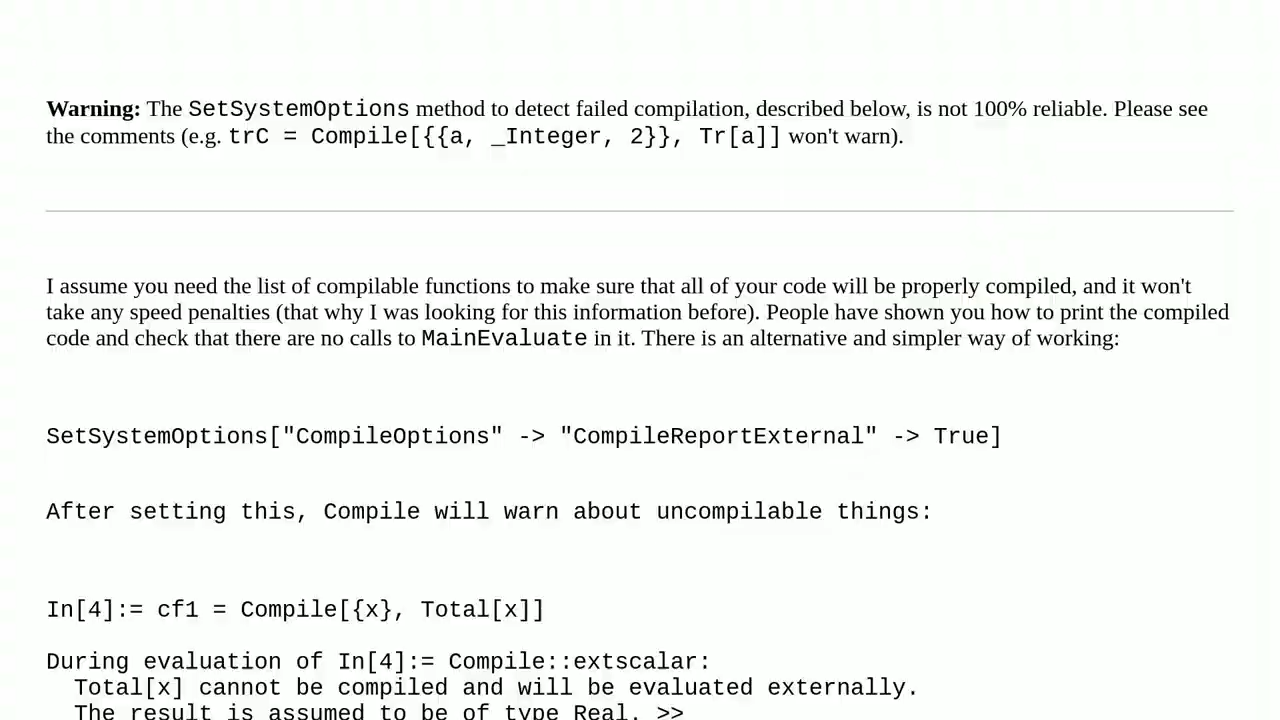 Warning: The SetSystemOptions method to detect failed compilation, described below, is not 100% reliable. Please see
the comments (e.g. trC = Compile[{{a, _Integer, 2}}, Tr[a]] won't warn).
I assume you need the list of compilable functions to make sure that all of your code will be properly compiled, and it won't
take any speed penalties (that why I was looking for this information before). People have shown you how to print the compiled
code and check that there are no calls to MainEvaluate in it. There is an alternative and simpler way of working:
SetSystemOptions["CompileOptions" -> "CompileReportExternal" -> True]
After setting this, Compile will warn about uncompilable things:
In[4]:= cf1 = Compile[{x}, Total[x]]
During evaluation of In[4]:= Compile::extscalar:
  Total[x] cannot be compiled and will be evaluated externally.
  The result is assumed to be of type Real. >>